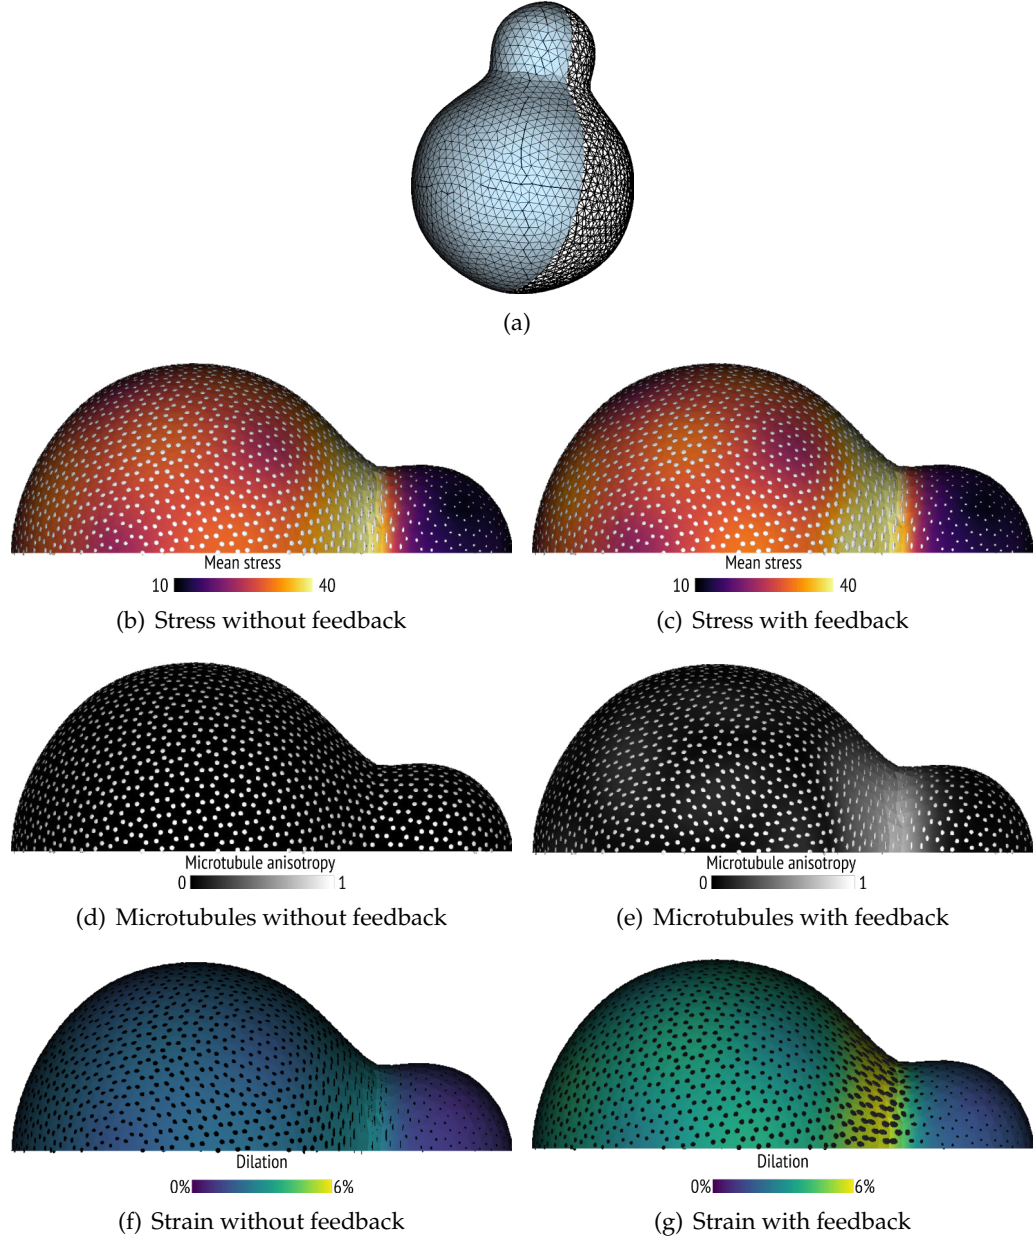 (a)
Mean stress
10 40
Mean stress
10 40
(b) Stress without feedback
(c) Stress with feedback
Microtubule anisotropy
0 1
Microtubule anisotropy
0 1
(d) Microtubules without feedback
(e) Microtubules with feedback
Dilation
0% 6%
Dilation
0% 6%
(f) Strain without feedback
(g) Strain with feedback